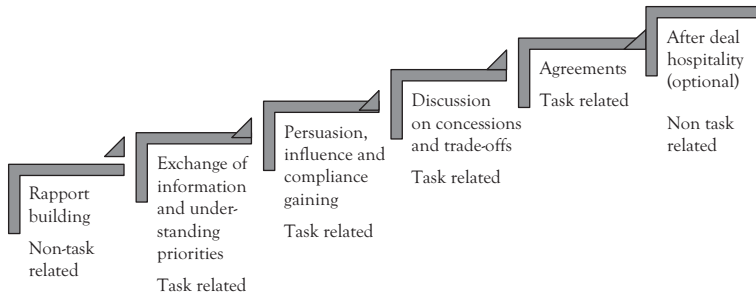 Rapport
building
Non-task
related
Exchange of
information
and under-
standing
priorities
Task related
Persuasion,
influence and
compliance
gaining
Task related
Discussion
on concessions
and trade-offs
Task related
Agreements
Task related
After deal
hospitality
(optional)
Non task
related